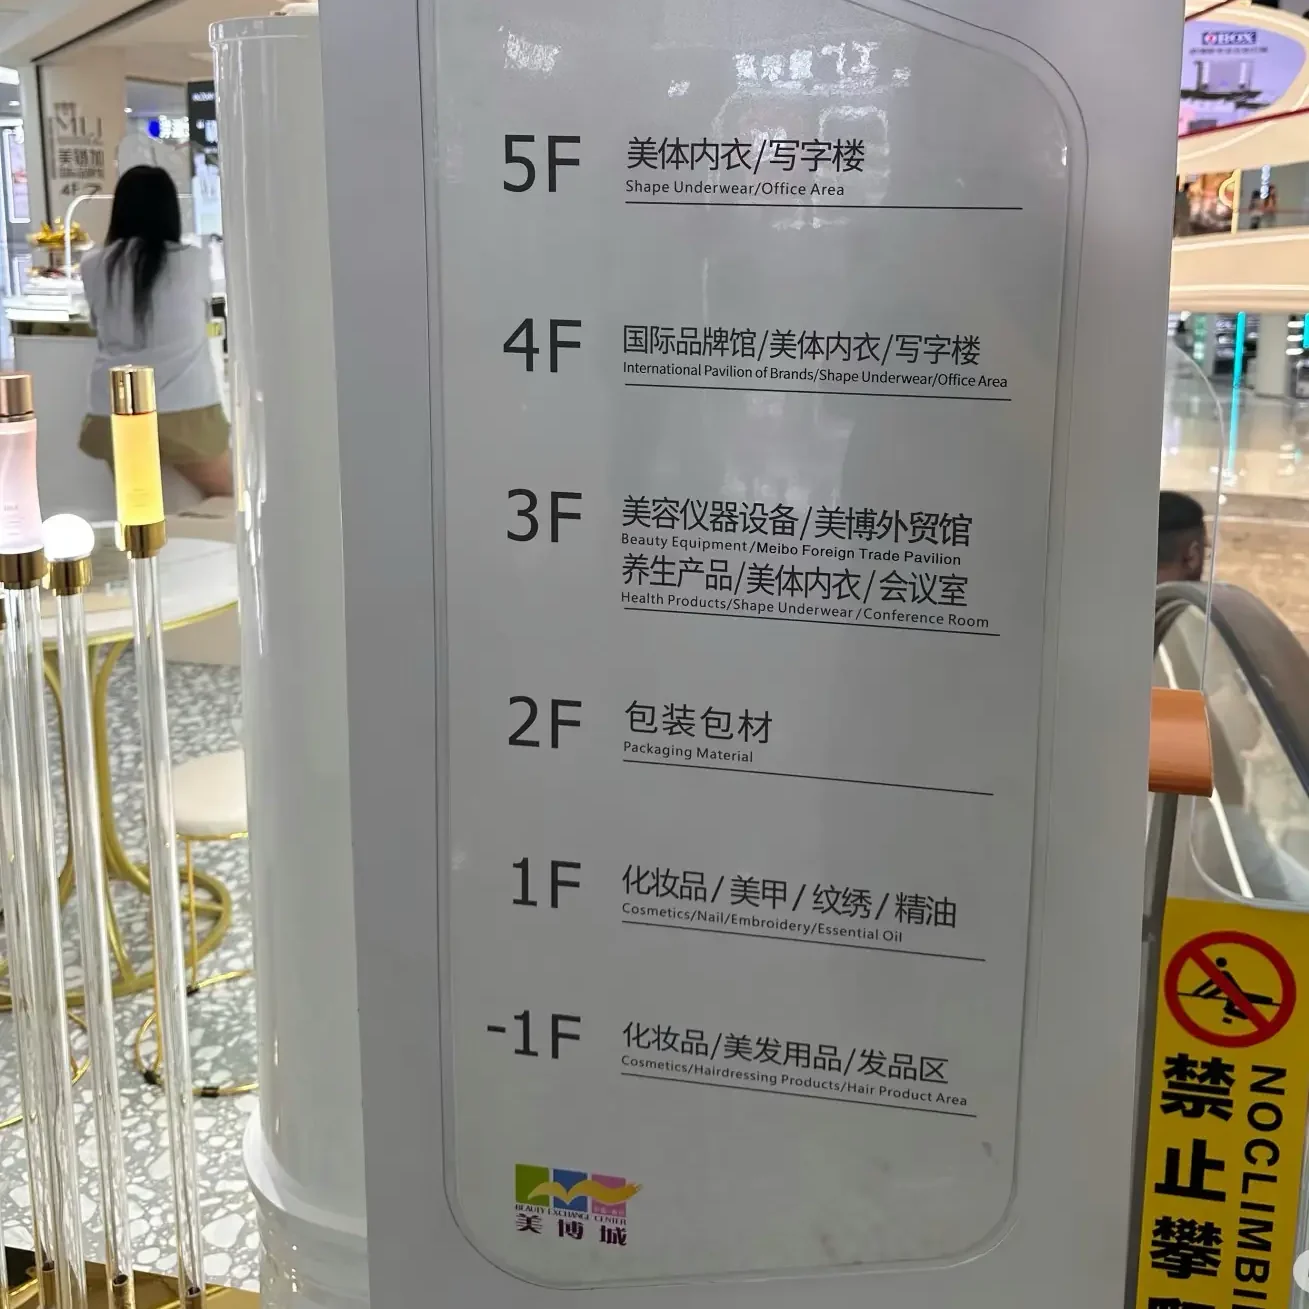 5F
美体内衣/写字楼
Shape Underwear/Office Area
4F
国际品牌馆/美体内衣/写字楼
International Pavilion of Brands/Shape Underwear/Office Area
3F
美容仪器设备/美博外贸馆
Beauty Equipment/Meibo Foreign Trade Pavilion
养生产品/美体内衣/会议室
Health Products/Shape Underwear/Conference Room
2F
包装包材
Packaging Material
1F
化妆品/美甲/纹绣/精油
Cosmetics/Nail/Embroidery/Essential Oil
-1F
化妆品/美发用品/发品区
Cosmetics/Hairdressing Products/Hair Product Area
BEAUTY EXCHANGE CENTER
美博城
禁止攀
NOCLIMBI